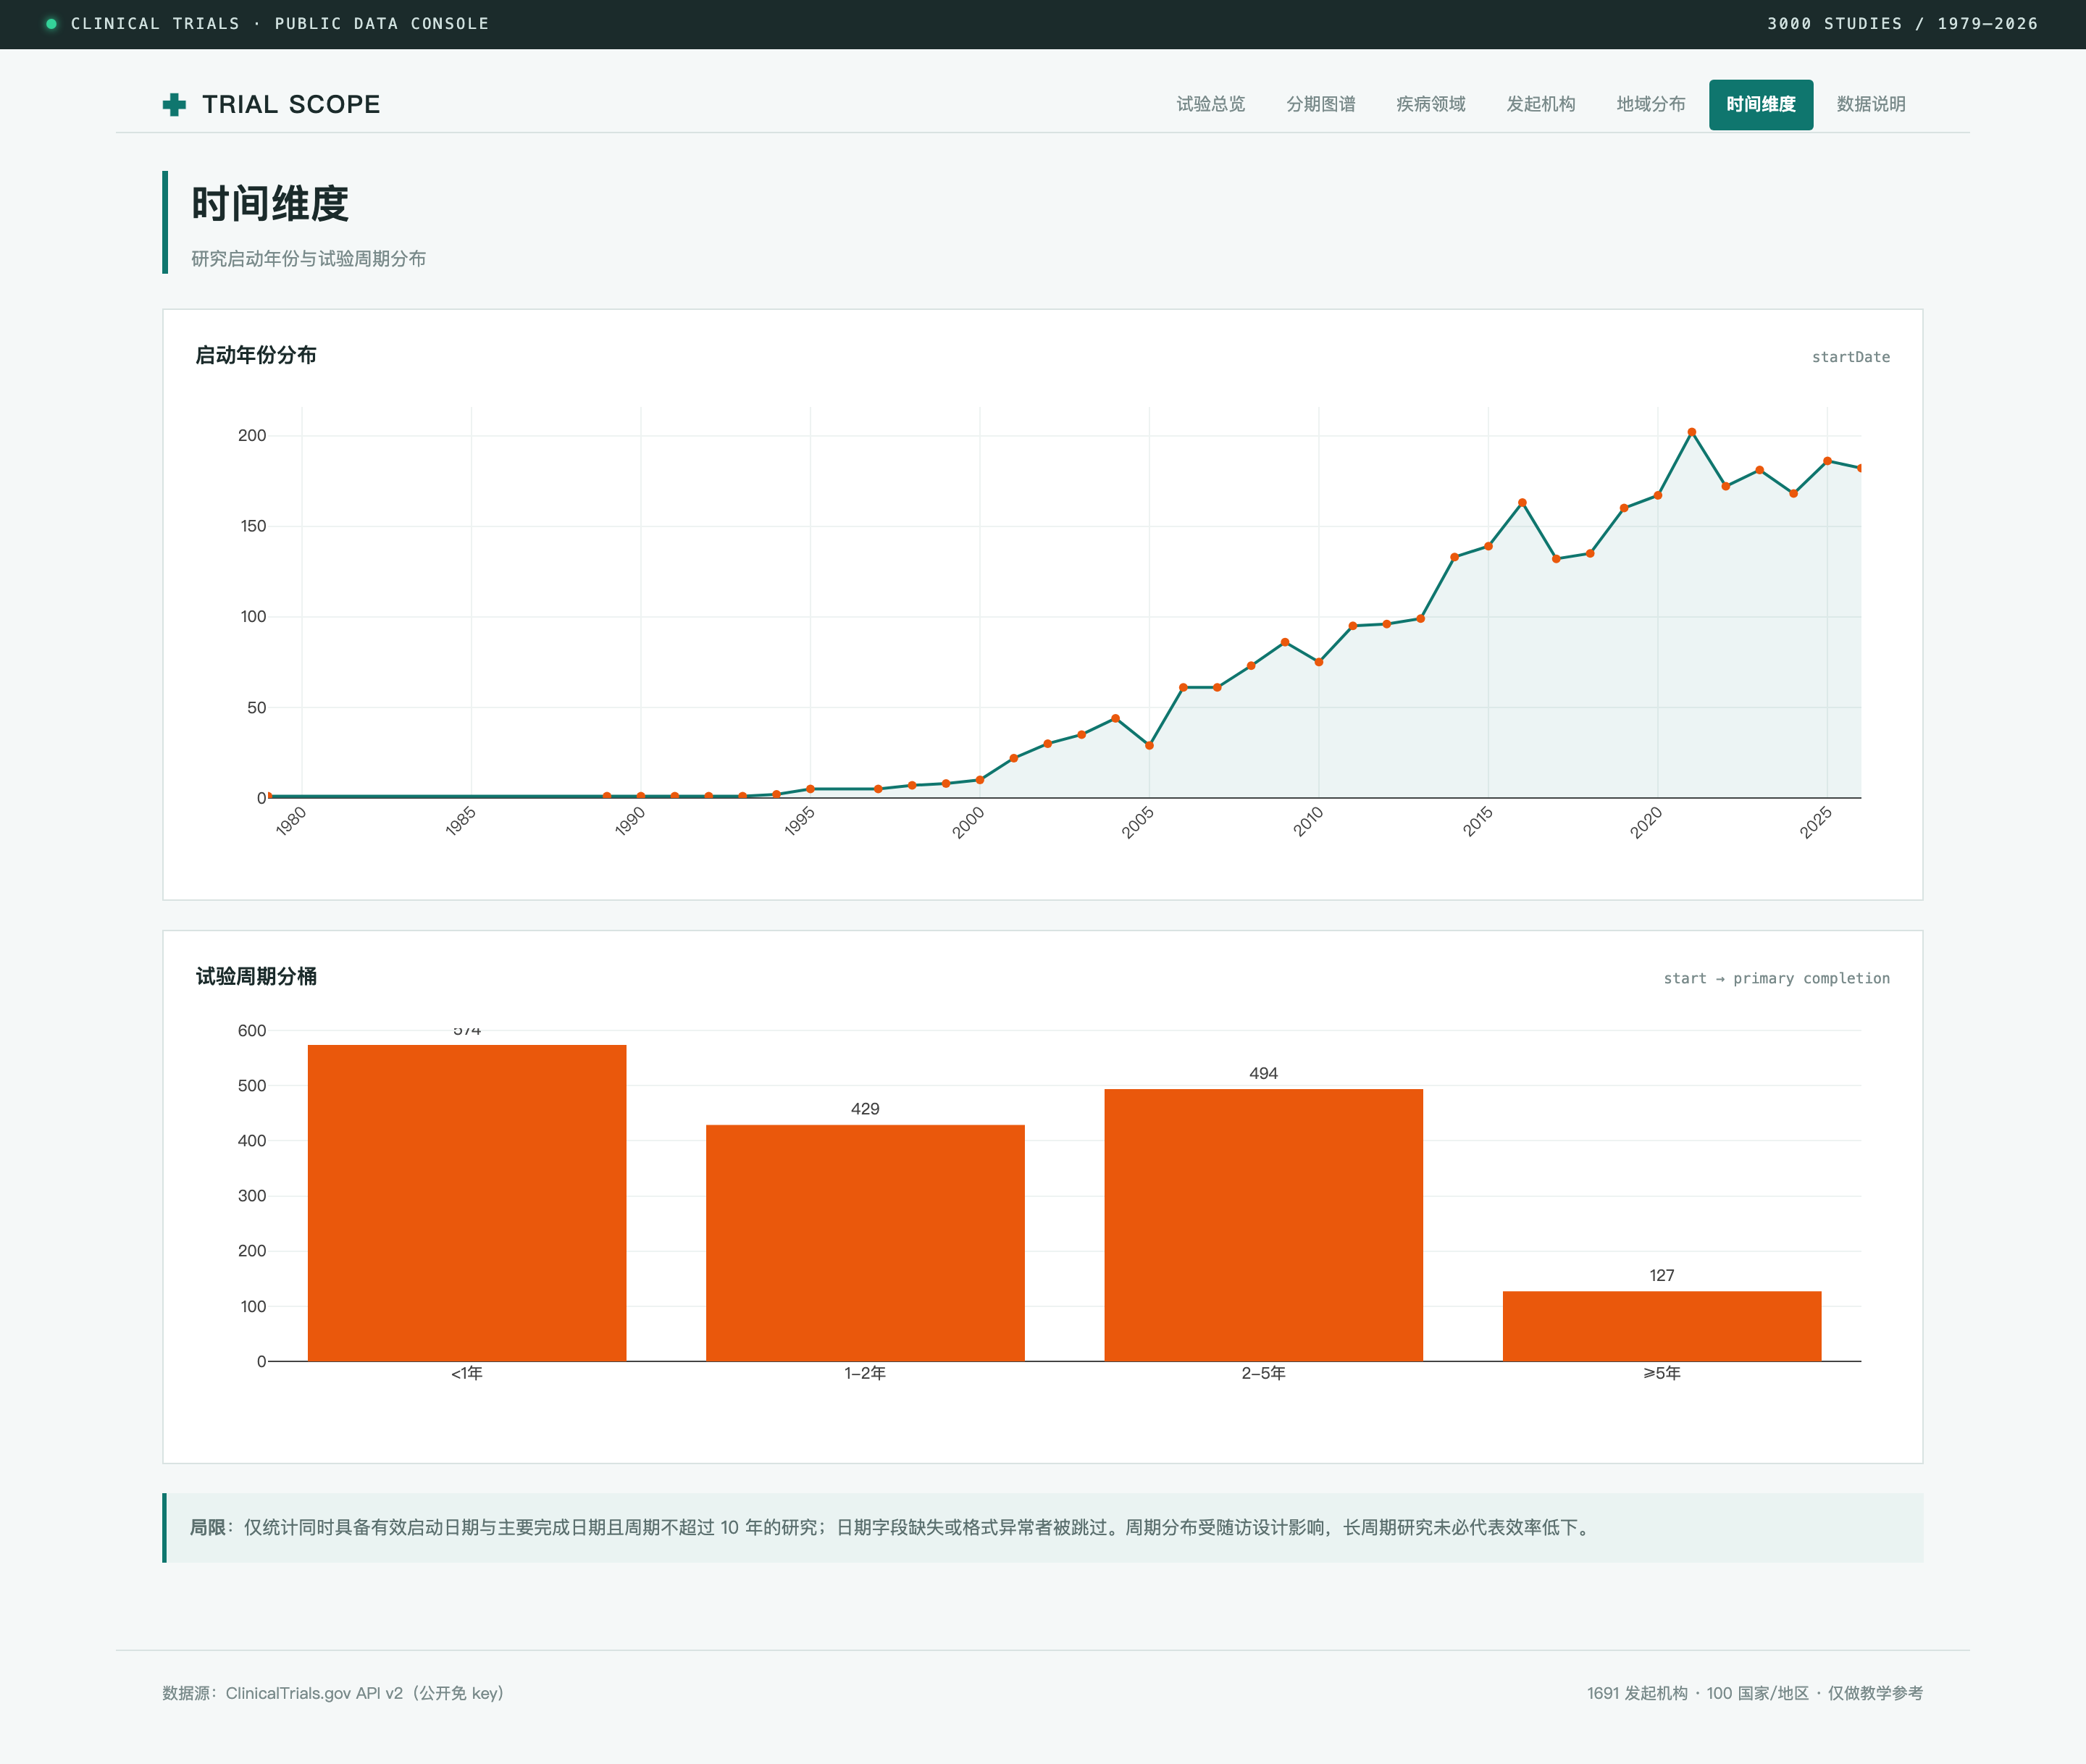 CLINICAL TRIALS · PUBLIC DATA CONSOLE
3000 STUDIES / 1979—2026
TRIAL SCOPE
试验总览
分期图谱
疾病领域
发起机构
地域分布
时间维度
数据说明
时间维度
研究启动年份与试验周期分布
启动年份分布
startDate
200
150
100
50
0
1980
1985
1990
1995
2000
2005
2010
2015
2020
2025
试验周期分桶
start → primary completion
600
500
400
300
200
100
0
574
429
494
127
<1年
1–2年
2–5年
≥5年
局限：仅统计同时具备有效启动日期与主要完成日期且周期不超过 10 年的研究；日期字段缺失或格式异常者被跳过。周期分布受随访设计影响，长周期研究未必代表效率低下。
数据源：ClinicalTrials.gov API v2（公开免 key）
1691 发起机构 · 100 国家/地区 · 仅做教学参考